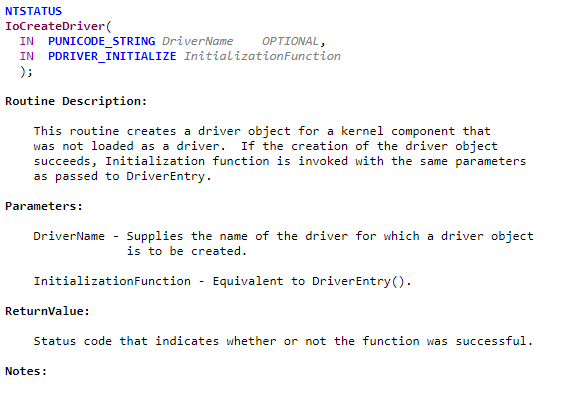 NTSTATUS
IoCreateDriver(
IN PUNICODE_STRING DriverName OPTIONAL,
IN PDRIVER_INITIALIZE InitializationFunction
);
Routine Description:
This routine creates a driver object for a kernel component that
was not loaded as a driver. If the creation of the driver object
succeeds, Initialization function is invoked with the same parameters
as passed to DriverEntry.
Parameters:
DriverName - Supplies the name of the driver for which a driver object
is to be created.
InitializationFunction - Equivalent to DriverEntry().
ReturnValue:
Status code that indicates whether or not the function was successful.
Notes: